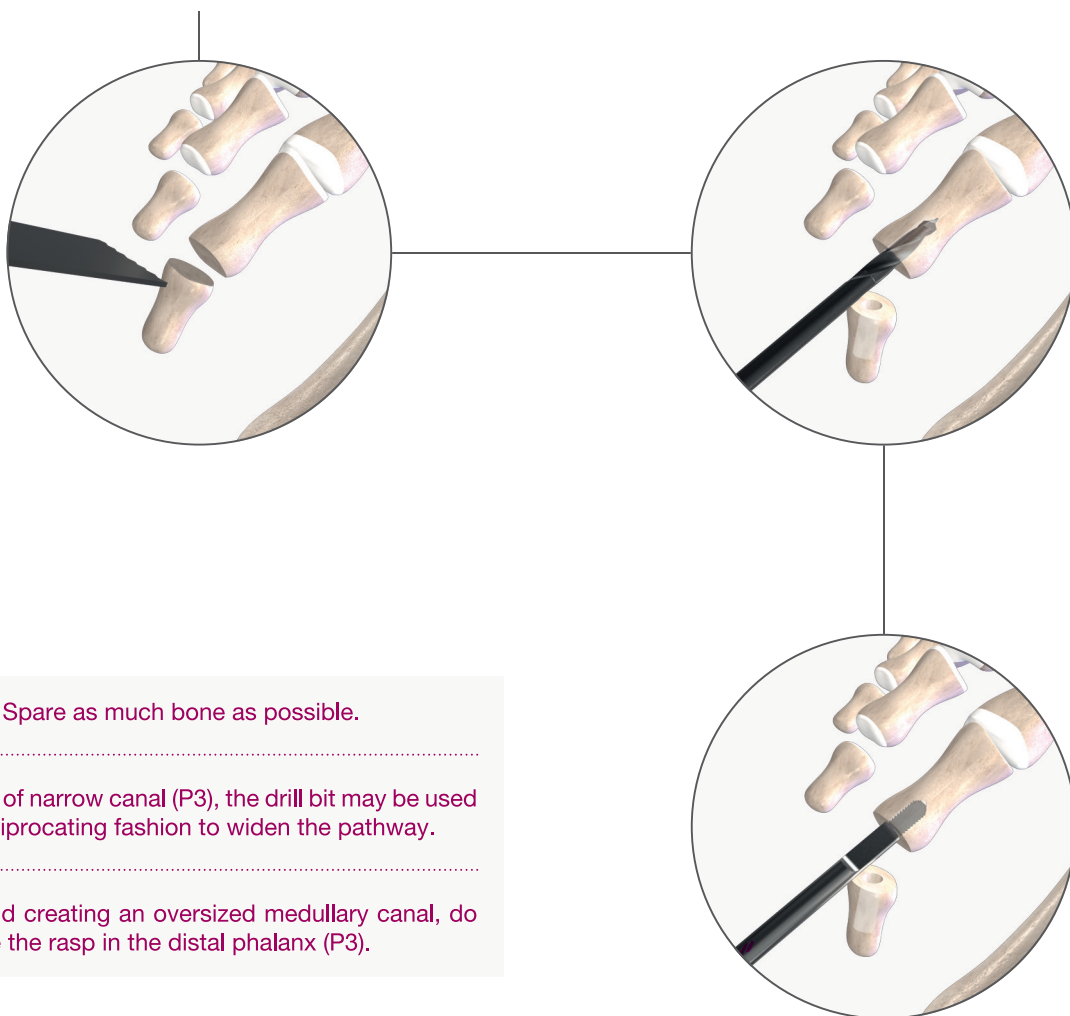 Spare as much bone as possible.
of narrow canal (P3), the drill bit may be used
iprocating fashion to widen the pathway.
d creating an oversized medullary canal, do
the rasp in the distal phalanx (P3).